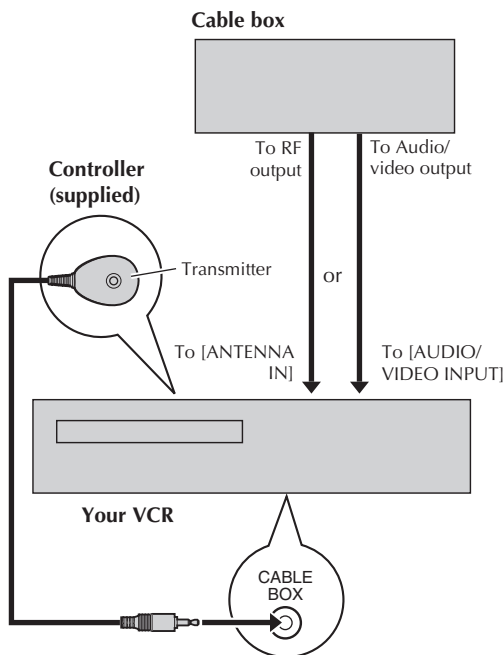 Cable box
To RF
output
To Audio/
video output
Controller
(supplied)
Transmitter
or
To [ANTENNA
IN]
To [AUDIO/
VIDEO INPUT]
Your VCR
CABLE
BOX